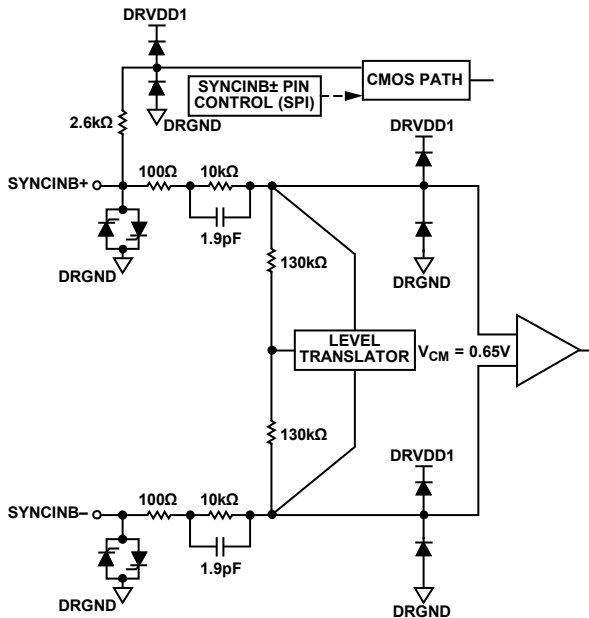 DRVDD1
CMOS PATH
SYNCINB± PIN
CONTROL (SPI)
2.6kΩ
DRGND
DRVDD1
SYNCINB+
100Ω
10kΩ
1.9pF
DRGND
DRGND
130kΩ
LEVEL
TRANSLATOR
VCM = 0.65V
130kΩ
DRVDD1
SYNCINB–
100Ω
10kΩ
1.9pF
DRGND
DRGND